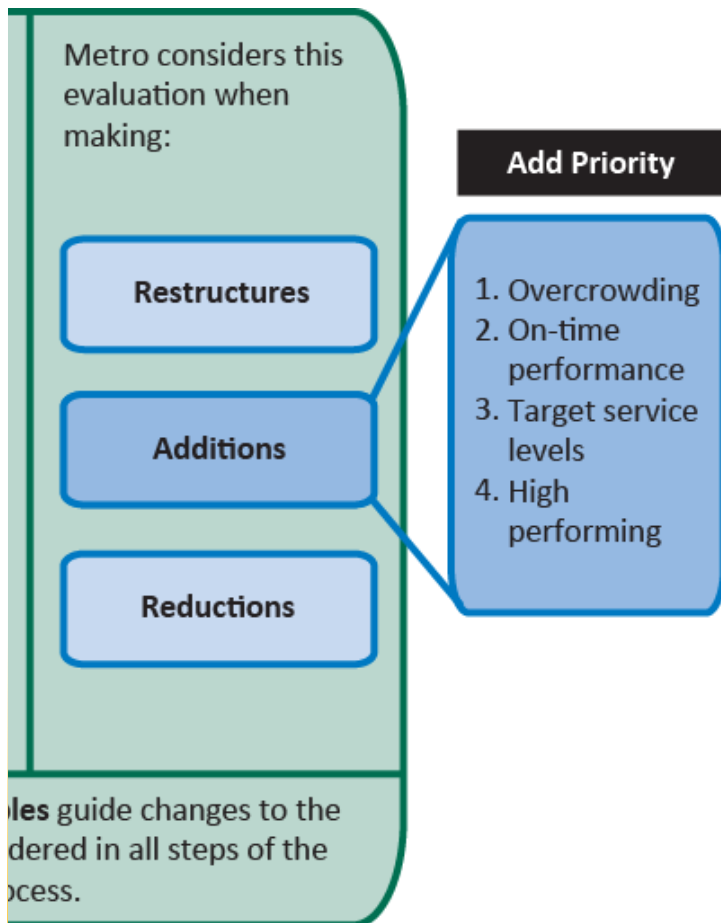 Metro considers this
evaluation when
making:
Restructures
Additions
Reductions
Add Priority
1. Overcrowding
2. On-time
performance
3. Target service
levels
4. High
performing
guide changes to the
in all steps of the